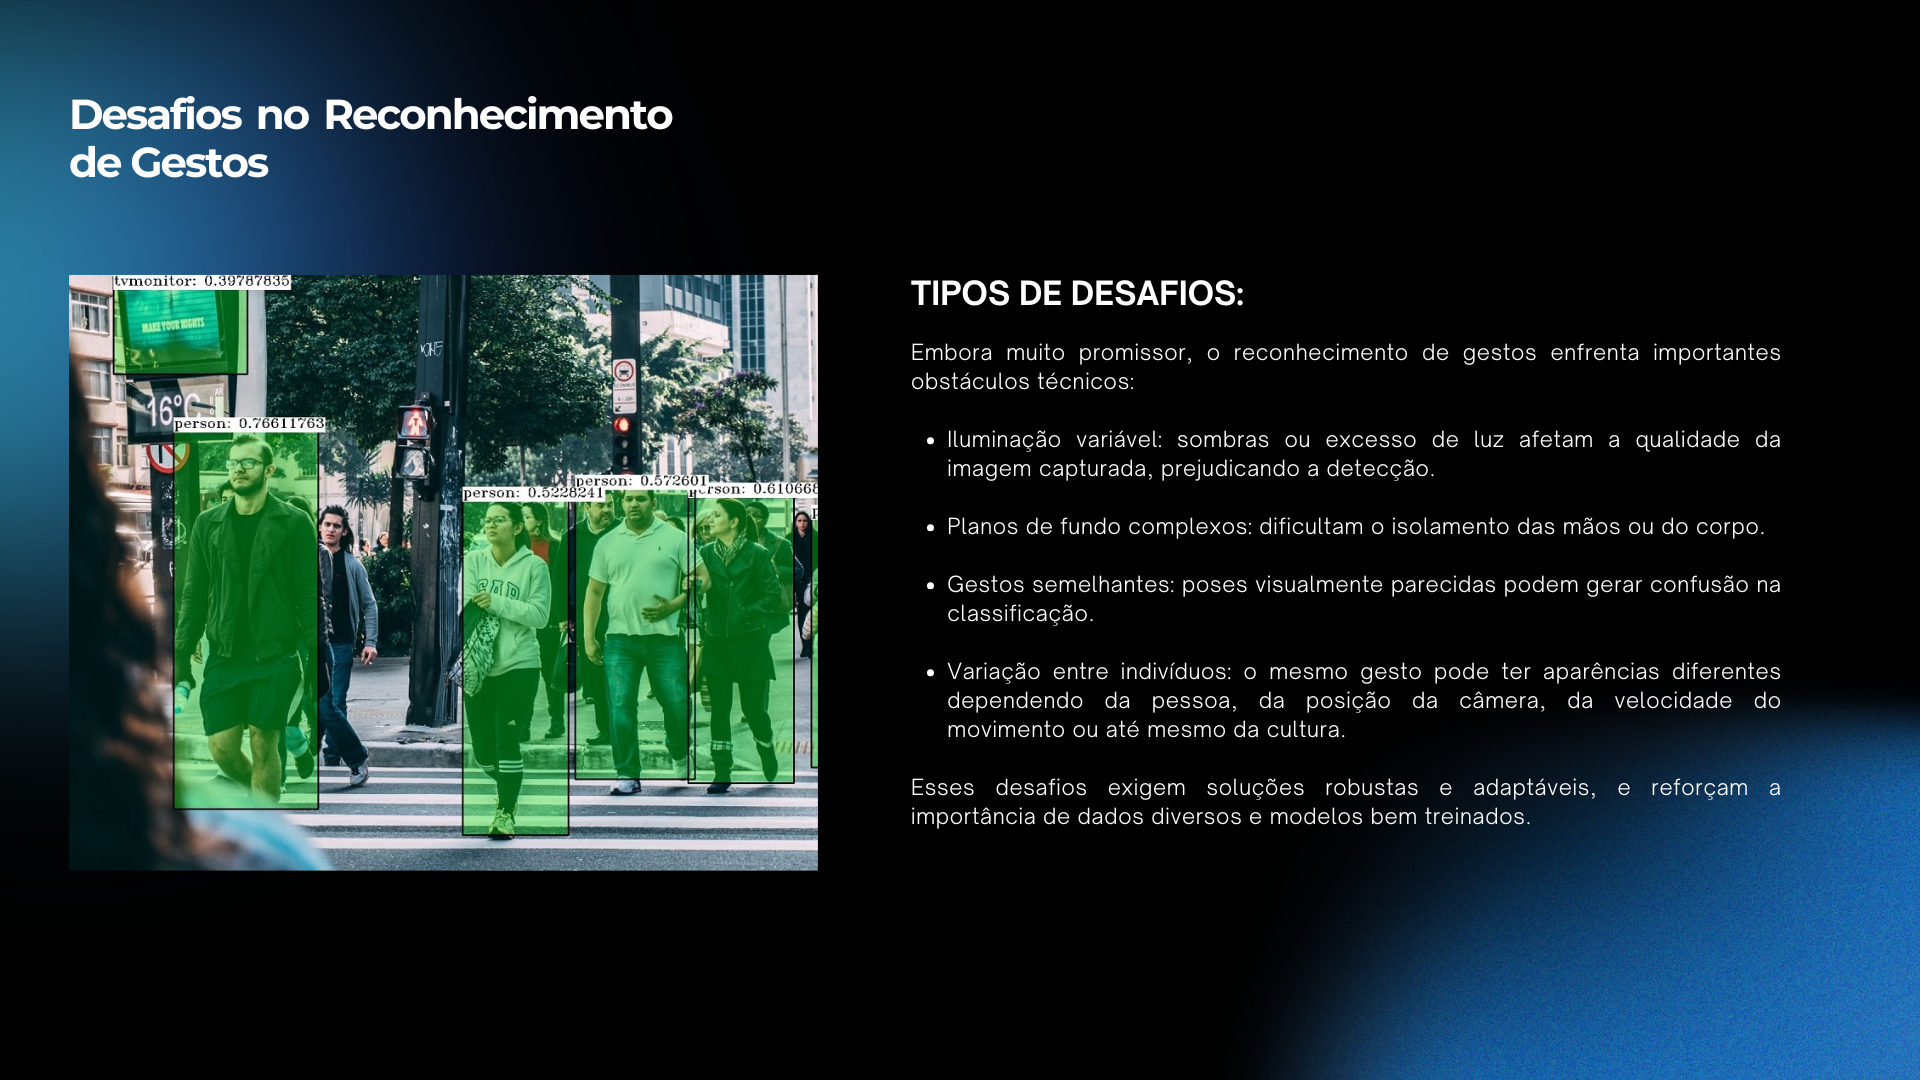 Desafios no Reconhecimento
de Gestos
tvmonitor: 0.39787835
MAKE YOUR NIGHTS
16°C
person: 0.76611763
person: 0.5228241
person: 0.572601
person: 0.610668
GAP
TIPOS DE DESAFIOS:
Embora muito promissor, o reconhecimento de gestos enfrenta importantes
obstáculos técnicos:
• Iluminação variável: sombras ou excesso de luz afetam a qualidade da
imagem capturada, prejudicando a detecção.
• Planos de fundo complexos: dificultam o isolamento das mãos ou do corpo.
• Gestos semelhantes: poses visualmente parecidas podem gerar confusão na
classificação.
• Variação entre indivíduos: o mesmo gesto pode ter aparências diferentes
dependendo da pessoa, da posição da câmera, da velocidade do
movimento ou até mesmo da cultura.
Esses desafios exigem soluções robustas e adaptáveis, e reforçam a
importância de dados diversos e modelos bem treinados.